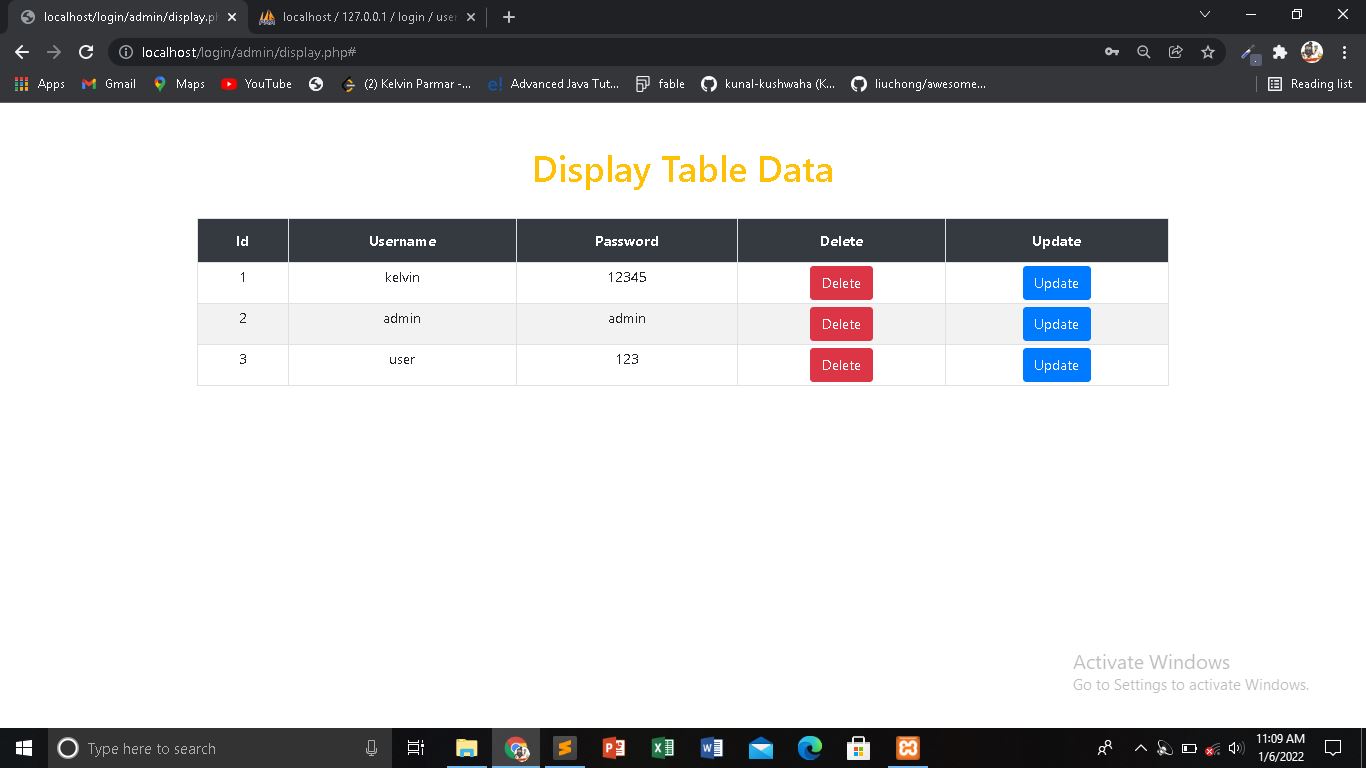 localhost/login/admin/display.ph
localhost / 127.0.0.1 / login / user
localhost/login/admin/display.php#
Apps Gmail Maps YouTube (2) Kelvin Parmar -... Advanced Java Tut... fable kunal-kushwaha (K... liuchong/awesome... Reading list
Display Table Data
Id Username Password Delete Update
1 kelvin 12345 Delete Update
2 admin admin Delete Update
3 user 123 Delete Update
Activate Windows
Go to Settings to activate Windows.
Type here to search
11:09 AM
1/6/2022